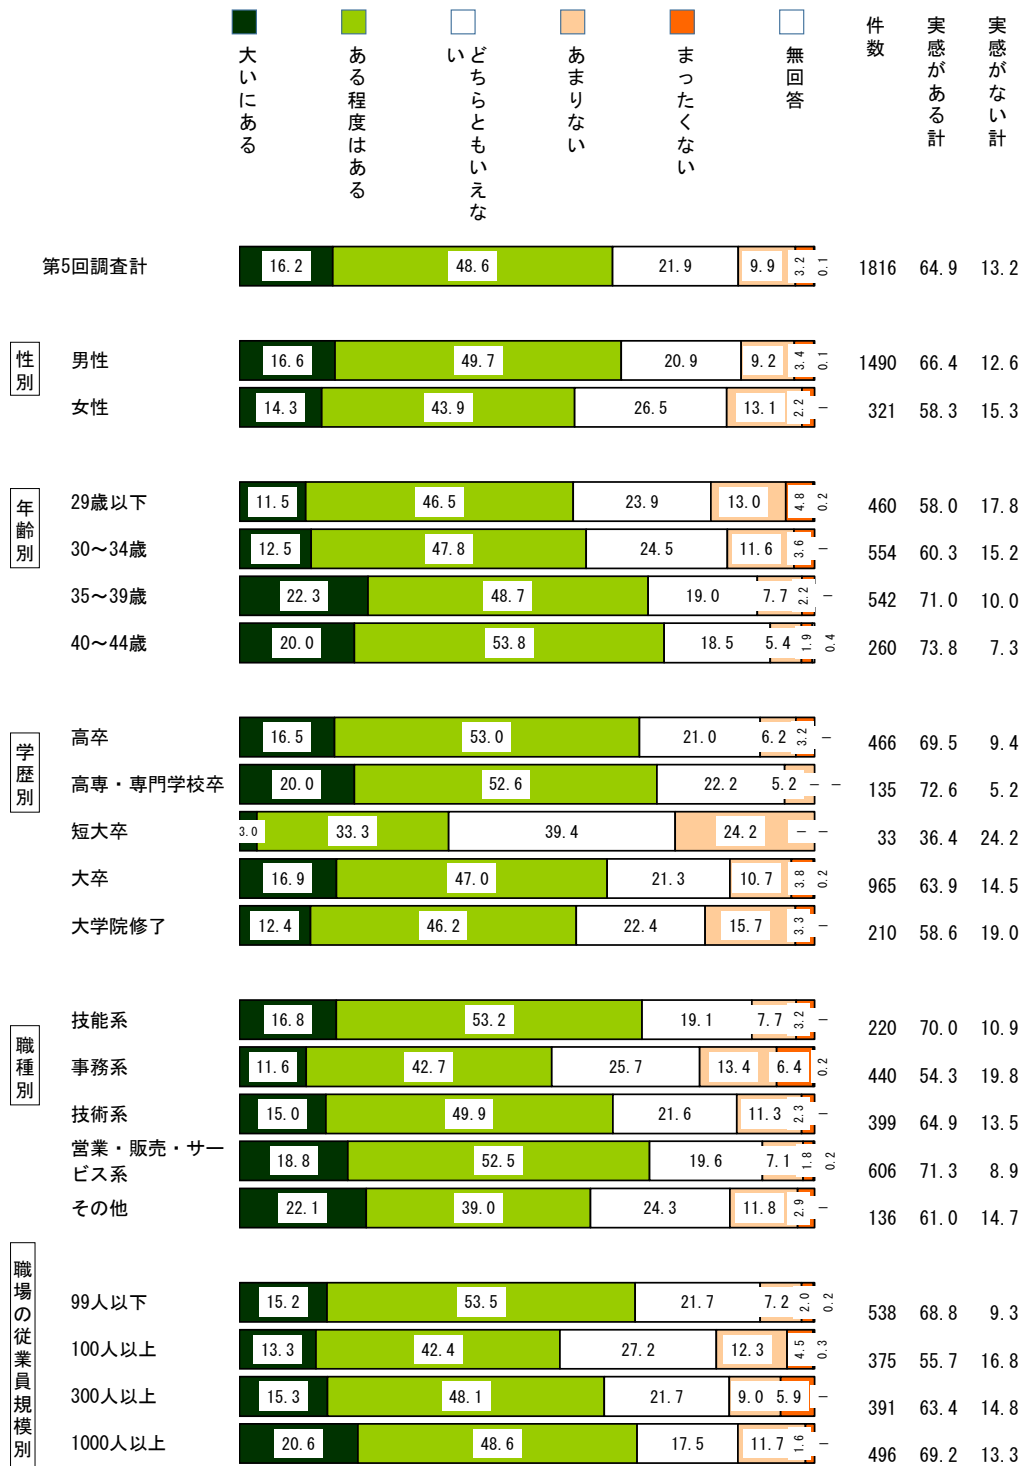 大いにある
ある程度はある
どちらともいえな
い
あまりない
まったくない
無回答
件数
実感がある計
実感がない計
第5回調査計 16.2 48.6 21.9 9.9 3.2 0.1 1816 64.9 13.2
性別
男性 16.6 49.7 20.9 9.2 3.4 0.1 1490 66.4 12.6
女性 14.3 43.9 26.5 13.1 2.2 － 321 58.3 15.3
年齢別
29歳以下 11.5 46.5 23.9 13.0 4.8 0.2 460 58.0 17.8
30～34歳 12.5 47.8 24.5 11.6 3.6 － 554 60.3 15.2
35～39歳 22.3 48.7 19.0 7.7 2.2 － 542 71.0 10.0
40～44歳 20.0 53.8 18.5 5.4 1.9 0.4 260 73.8 7.3
学歴別
高卒 16.5 53.0 21.0 6.2 3.2 － 466 69.5 9.4
高専・専門学校卒 20.0 52.6 22.2 5.2 － － 135 72.6 5.2
短大卒 3.0 33.3 39.4 24.2 － － 33 36.4 24.2
大卒 16.9 47.0 21.3 10.7 3.8 0.2 965 63.9 14.5
大学院修了 12.4 46.2 22.4 15.7 3.3 － 210 58.6 19.0
職種別
技能系 16.8 53.2 19.1 7.7 3.2 － 220 70.0 10.9
事務系 11.6 42.7 25.7 13.4 6.4 0.2 440 54.3 19.8
技術系 15.0 49.9 21.6 11.3 2.3 － 399 64.9 13.5
営業・販売・サー
ビス系 18.8 52.5 19.6 7.1 1.8 0.2 606 71.3 8.9
その他 22.1 39.0 24.3 11.8 2.9 － 136 61.0 14.7
職場の従業員規模別
99人以下 15.2 53.5 21.7 7.2 2.0 0.2 538 68.8 9.3
100人以上 13.3 42.4 27.2 12.3 4.5 0.3 375 55.7 16.8
300人以上 15.3 48.1 21.7 9.0 5.9 － 391 63.4 14.8
1000人以上 20.6 48.6 17.5 11.7 1.6 － 496 69.2 13.3